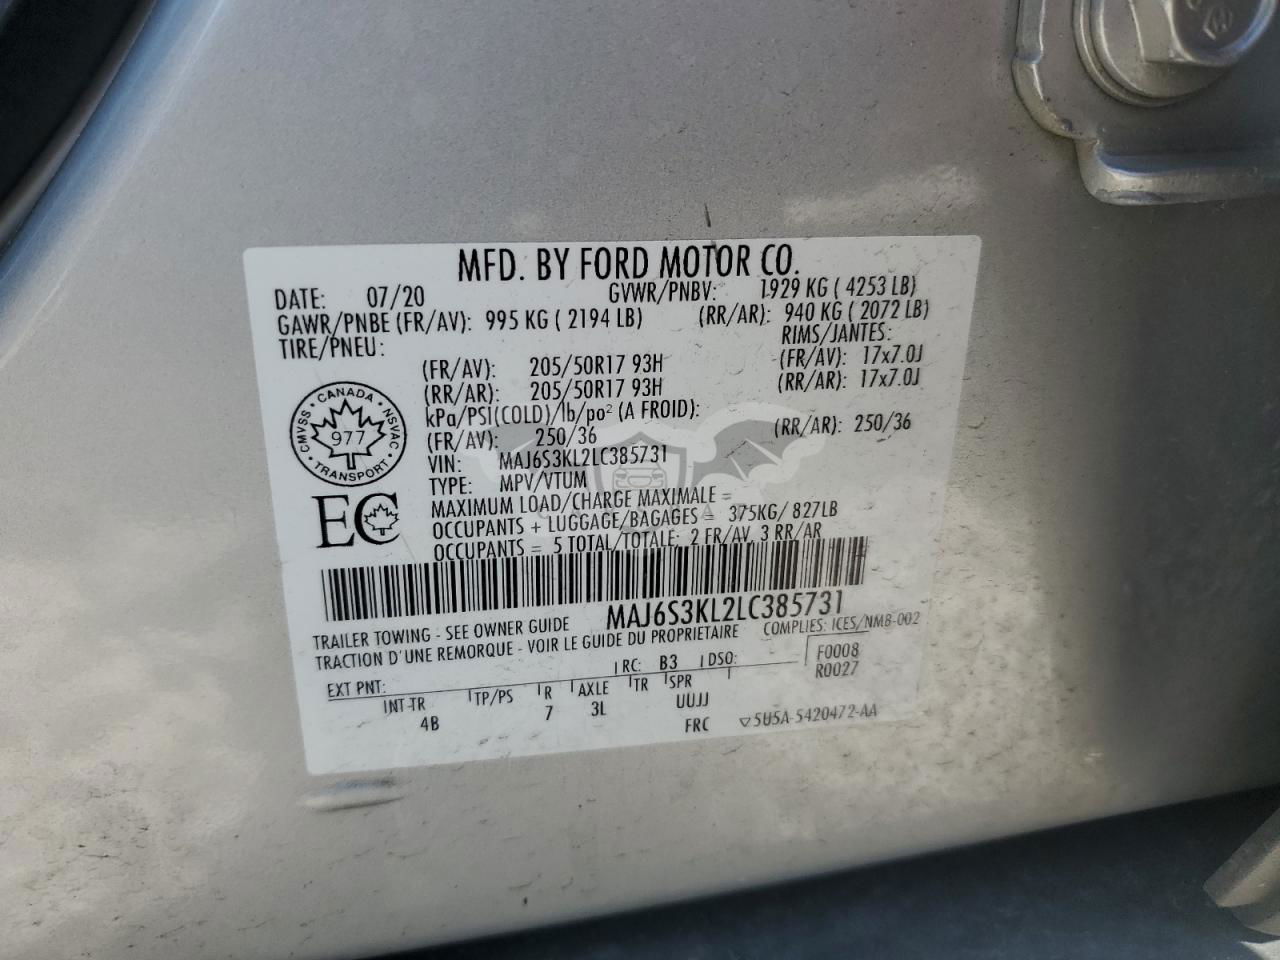 MFD. BY FORD MOTOR CO.
DATE: 07/20 GVWR/PNBV: 1929 KG ( 4253 LB)
GAWR/PNBE (FR/AV): 995 KG ( 2194 LB) (RR/AR): 940 KG ( 2072 LB)
TIRE/PNEU: RIMS/JANTES:
(FR/AV): 205/50R17 93H (FR/AV): 17x7.0J
(RR/AR): 205/50R17 93H (RR/AR): 17x7.0J
kPa/PSI(COLD)/lb/po² (A FROID):
(FR/AV): 250/36 (RR/AR): 250/36
VIN: MAJ6S3KL2LC385731
TYPE: MPV/VTUM
MAXIMUM LOAD/CHARGE MAXIMALE =
OCCUPANTS + LUGGAGE/BAGAGES = 375KG/ 827LB
OCCUPANTS = 5 TOTAL/TOTALE: 2 FR/AV, 3 RR/AR
CMVSS · CANADA · NSVAC · TRANSPORT ·
977
EC
MAJ6S3KL2LC385731
TRAILER TOWING - SEE OWNER GUIDE COMPLIES: ICES/NMB-002
TRACTION D'UNE REMORQUE - VOIR LE GUIDE DU PROPRIETAIRE
EXT PNT: RC: B3 DSO: F0008
R0027
INT TR TP/PS R AXLE TR SPR
4B 7 3L UUJJ
FRC ▽5U5A-5420472-AA